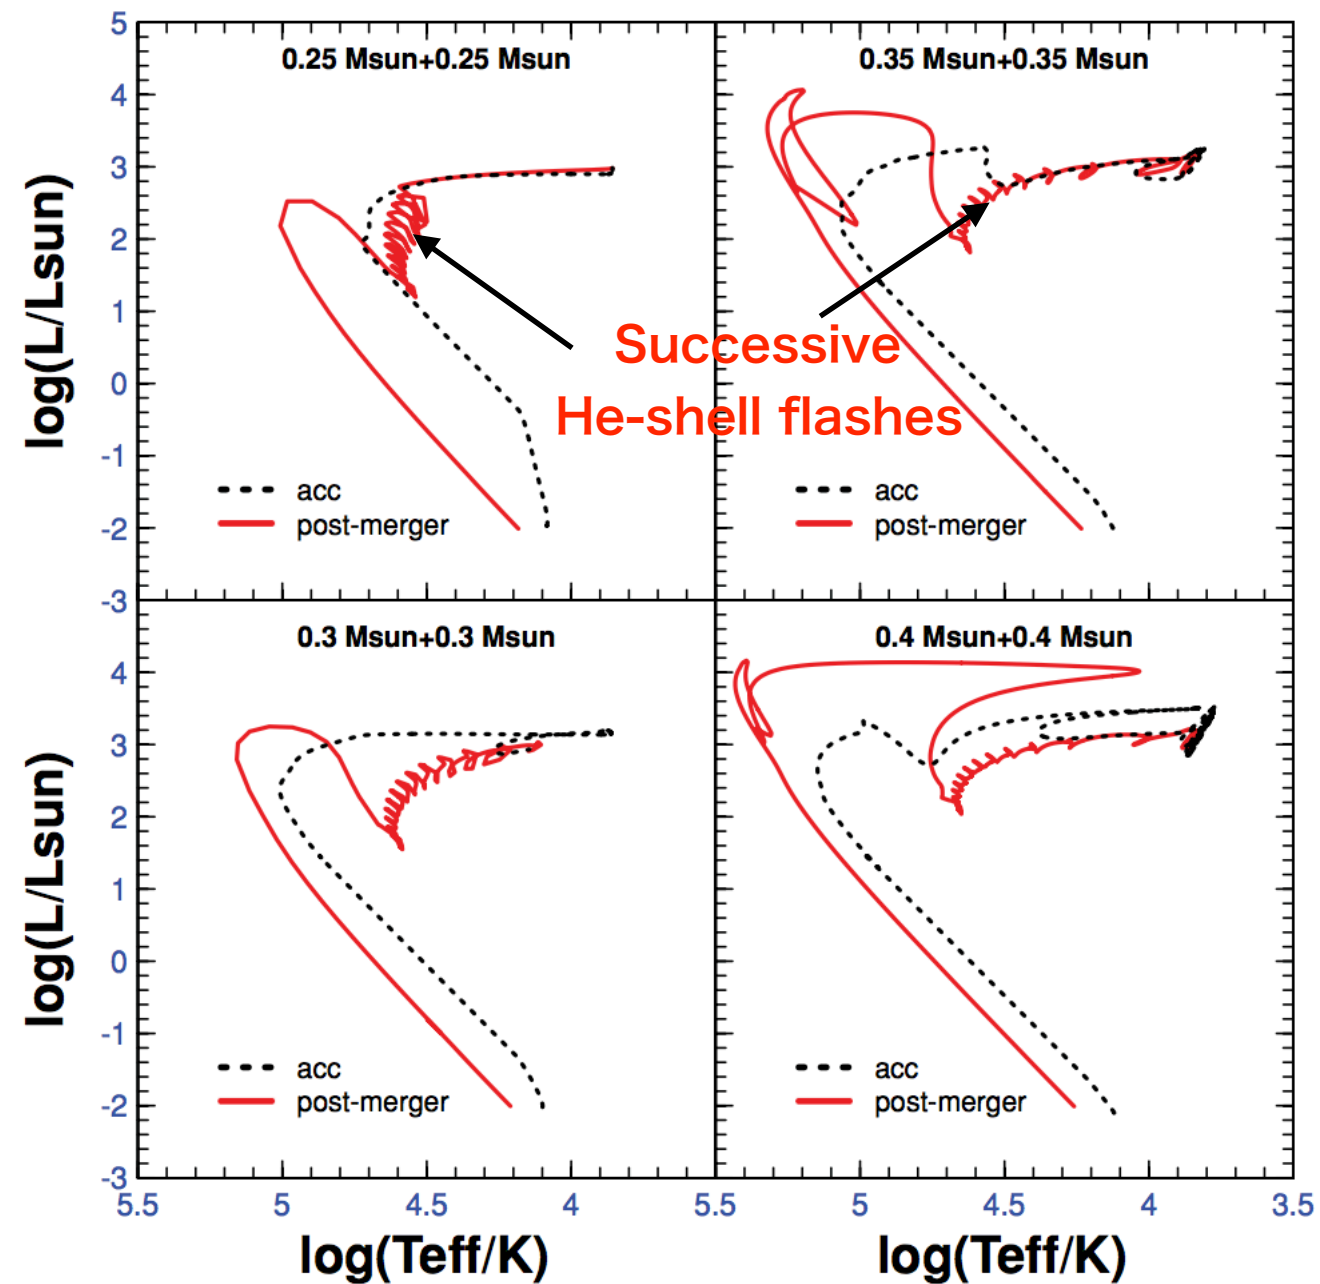 0.25 Msun+0.25 Msun
0.35 Msun+0.35 Msun
5
4
3
2
1
0
-1
-2
-3
log(L/Lsun)
Successive
He-shell flashes
acc
post-merger
acc
post-merger
0.3 Msun+0.3 Msun
0.4 Msun+0.4 Msun
4
3
2
1
0
-1
-2
-3
log(L/Lsun)
acc
post-merger
acc
post-merger
5.5 5 4.5 4 5.5 5 4.5 4 3.5
log(Teff/K) log(Teff/K)